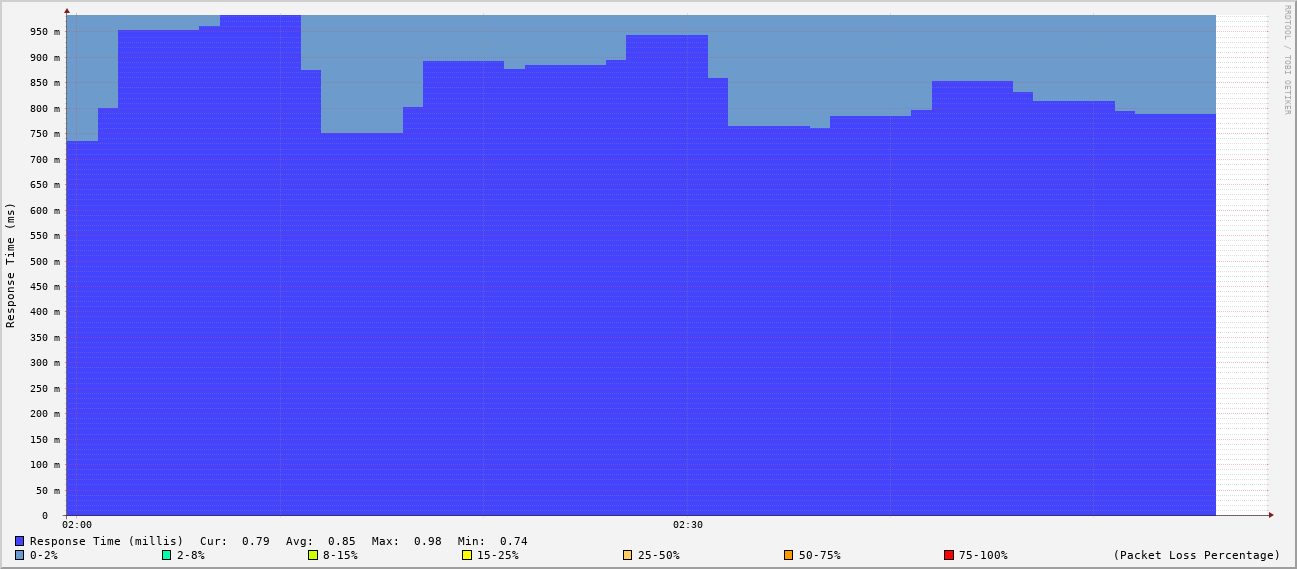 RRDTOOL / TOBI OETIKER
Response Time (ms)
950 m
900 m
850 m
800 m
750 m
700 m
650 m
600 m
550 m
500 m
450 m
400 m
350 m
300 m
250 m
200 m
150 m
100 m
50 m
0
02:00 02:30
Response Time (millis) Cur: 0.79 Avg: 0.85 Max: 0.98 Min: 0.74
0-2% 2-8% 8-15% 15-25% 25-50% 50-75% 75-100% (Packet Loss Percentage)